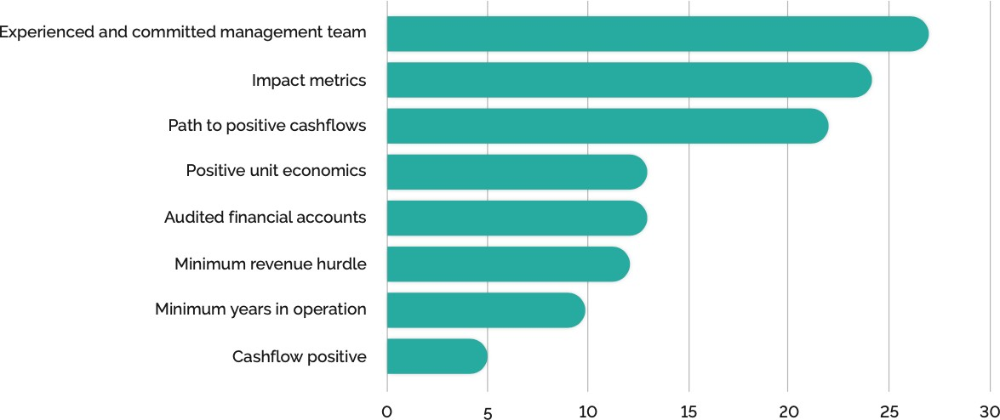 Experienced and committed management team
Impact metrics
Path to positive cashflows
Positive unit economics
Audited financial accounts
Minimum revenue hurdle
Minimum years in operation
Cashflow positive
0 5 10 15 20 25 30